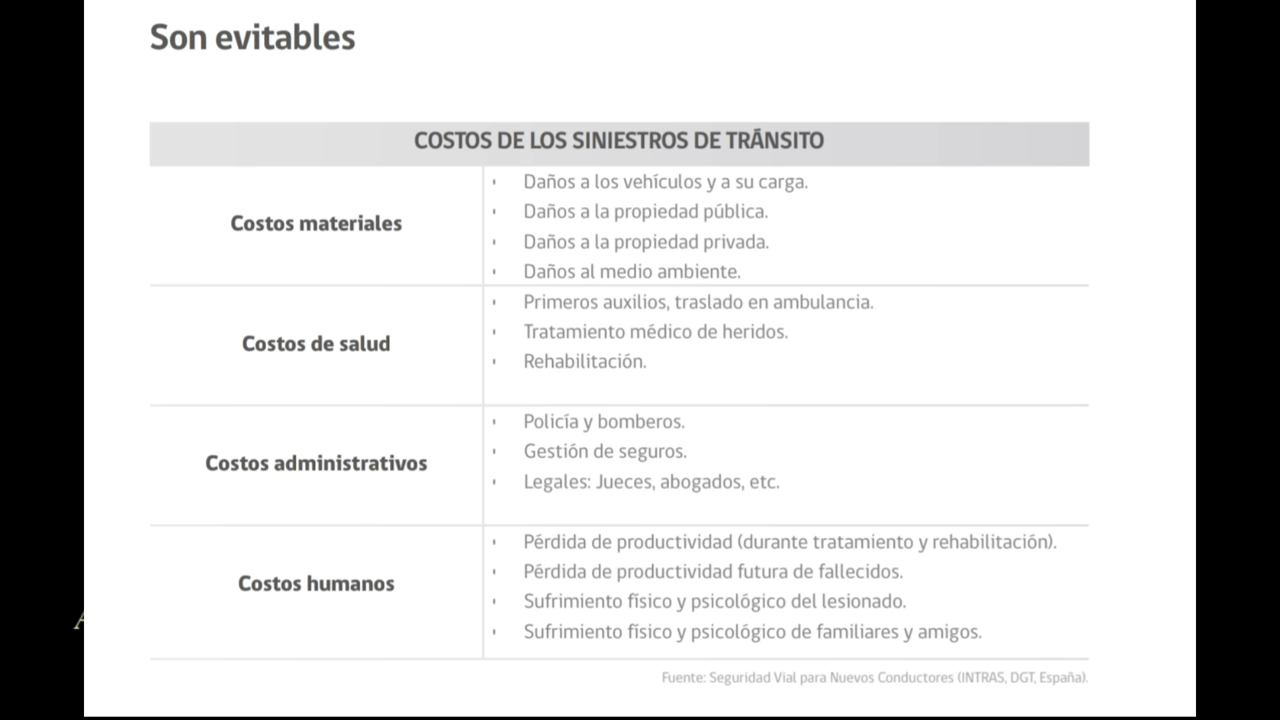 Son evitables
COSTOS DE LOS SINIESTROS DE TRÁNSITO
Costos materiales
Daños a los vehículos y a su carga.
Daños a la propiedad pública.
Daños a la propiedad privada.
Daños al medio ambiente.
Costos de salud
Primeros auxilios, traslado en ambulancia.
Tratamiento médico de heridos.
Rehabilitación.
Costos administrativos
Policía y bomberos.
Gestión de seguros.
Legales: Jueces, abogados, etc.
Costos humanos
Pérdida de productividad (durante tratamiento y rehabilitación).
Pérdida de productividad futura de fallecidos.
Sufrimiento físico y psicológico del lesionado.
Sufrimiento físico y psicológico de familiares y amigos.
Fuente: Seguridad Vial para Nuevos Conductores (INTRAS, DGT, España).